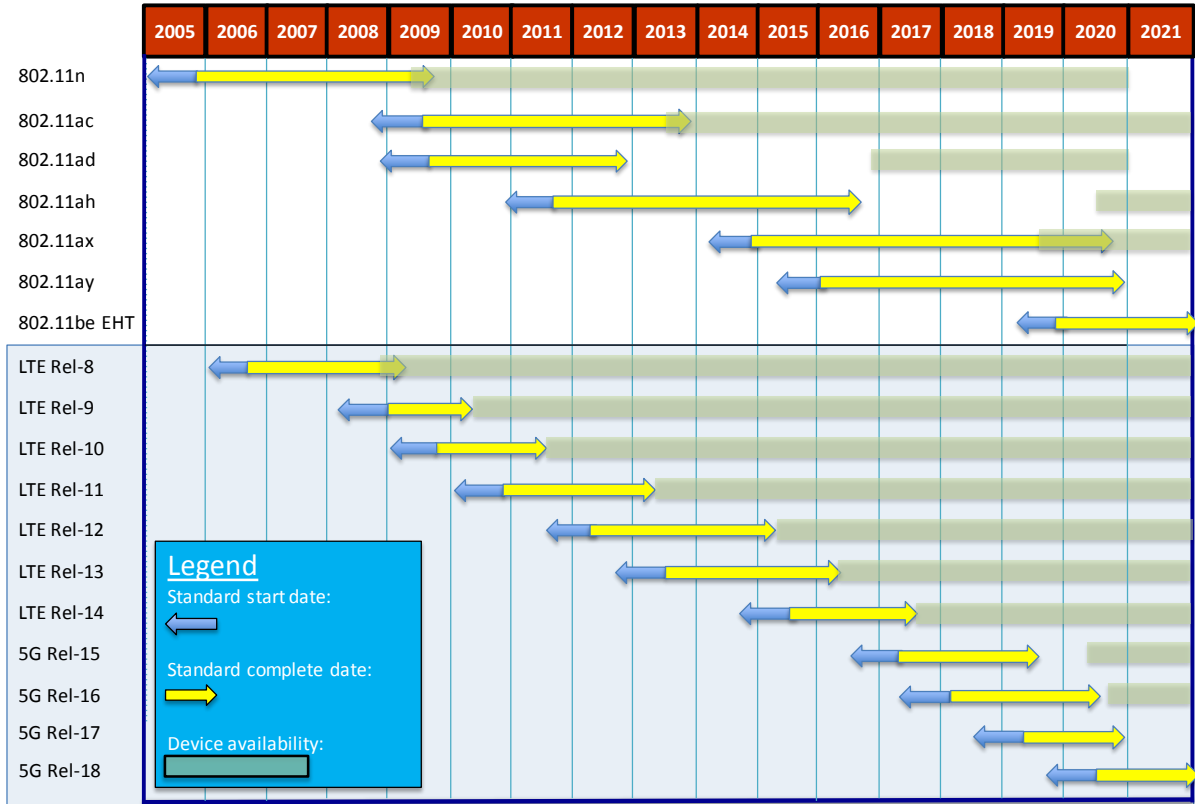 2005 2006 2007 2008 2009 2010 2011 2012 2013 2014 2015 2016 2017 2018 2019 2020 2021
802.11n
802.11ac
802.11ad
802.11ah
802.11ax
802.11ay
802.11be EHT
LTE Rel-8
LTE Rel-9
LTE Rel-10
LTE Rel-11
LTE Rel-12
LTE Rel-13
LTE Rel-14
5G Rel-15
5G Rel-16
5G Rel-17
5G Rel-18
Legend
Standard start date:
Standard complete date:
Device availability: